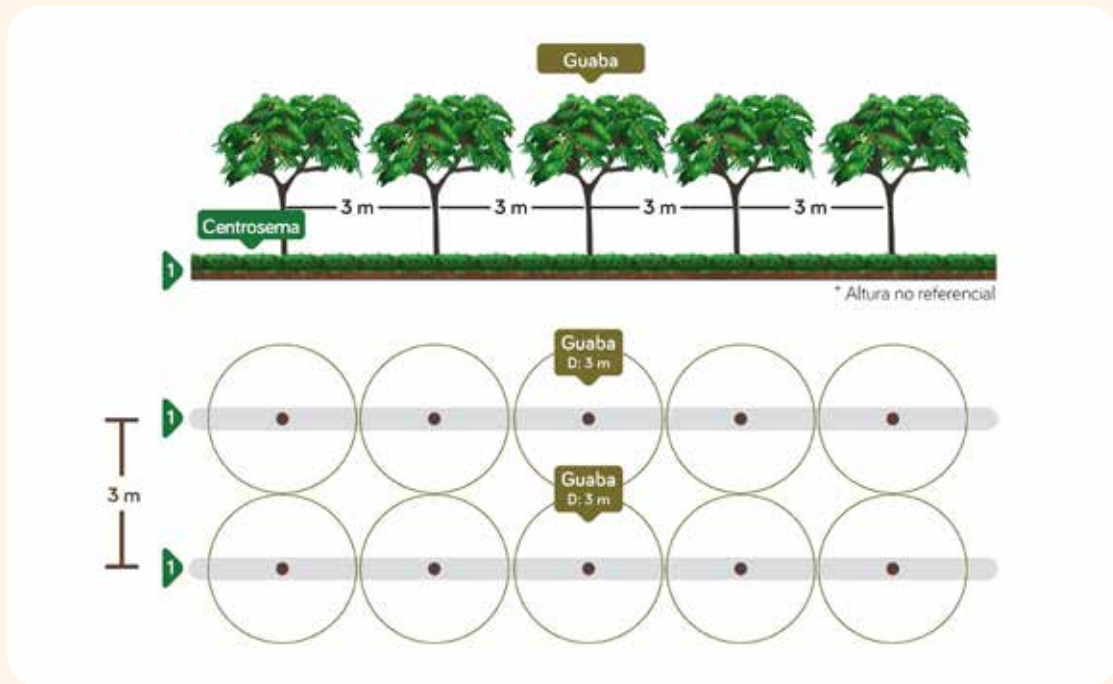 Guaba
3 m 3 m 3 m 3 m
Centrosema
1
* Altura no referencial
Guaba
D: 3 m
1
3 m
Guaba
D: 3 m
1